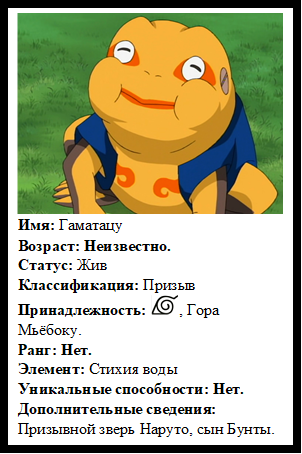 Имя: Гаматацу
Возраст: Неизвестно.
Статус: Жив
Классификация: Призыв
Принадлежность: , Гора
Мьёбоку.
Ранг: Нет.
Элемент: Стихия воды
Уникальные способности: Нет.
Дополнительные сведения:
Призывной зверь Наруто, сын Бунты.